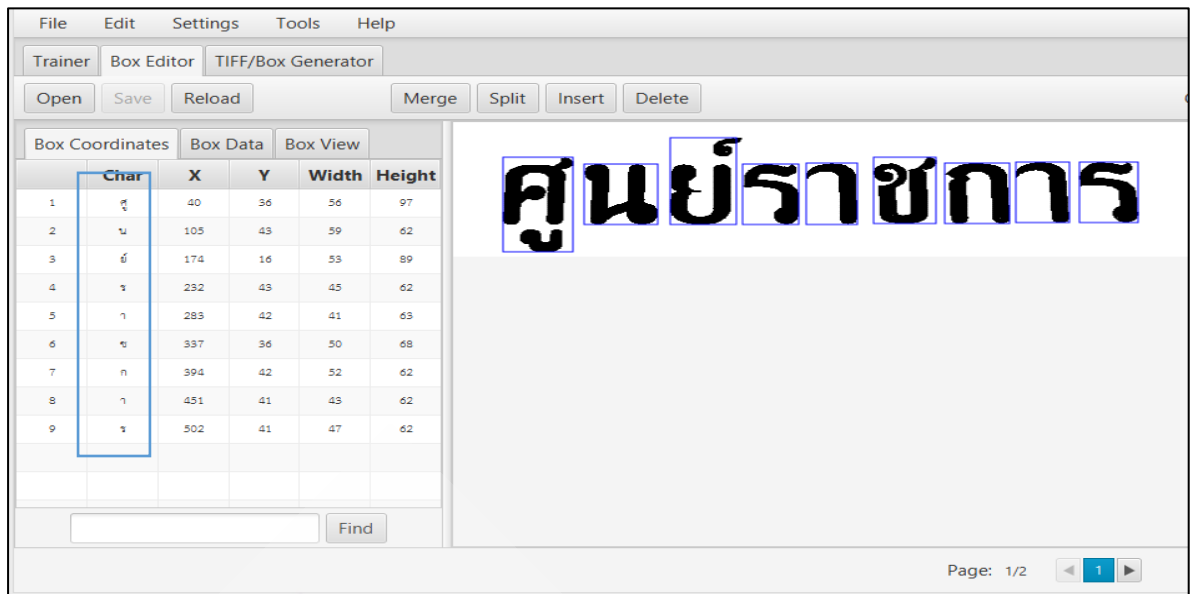 File Edit Settings Tools Help
Trainer Box Editor TIFF/Box Generator
Open Save Reload Merge Split Insert Delete
Box Coordinates Box Data Box View
Char X Y Width Height
1 ศู 40 36 56 97
2 น 105 43 59 62
3 ย์ 174 16 53 89
4 ร 232 43 45 62
5 า 283 42 41 63
6 ช 337 36 50 68
7 ก 394 42 52 62
8 า 451 41 43 62
9 ร 502 41 47 62
Find
ศูนย์ราชการ
Page: 1/2 1